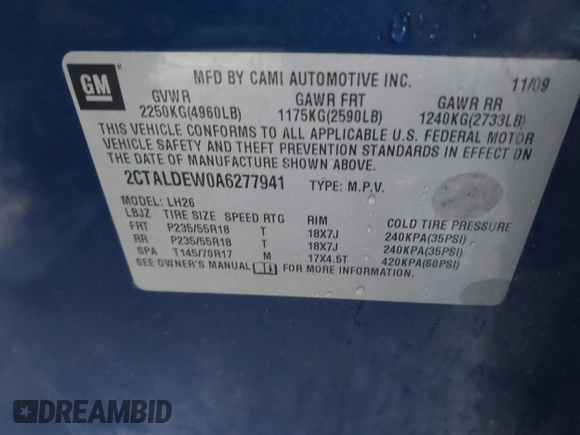 GM
MFD BY CAMI AUTOMOTIVE INC. 11/09
GVWR GAWR FRT GAWR RR
2250KG(4960LB) 1175KG(2590LB) 1240KG(2733LB)
THIS VEHICLE CONFORMS TO ALL APPLICABLE U.S. FEDERAL MOTOR
VEHICLE SAFETY AND THEFT PREVENTION STANDARDS IN EFFECT ON
THE DATE OF MANUFACTURE SHOWN ABOVE.
2CTALDEW0A6277941 TYPE: M.P.V.
MODEL: LH26
LBJZ TIRE SIZE SPEED RTG RIM COLD TIRE PRESSURE
FRT P235/55R18 T 18X7J 240KPA(35PSI)
RR P235/55R18 T 18X7J 240KPA(35PSI)
SPA T145/70R17 M 17X4.5T 420KPA(60PSI)
SEE OWNER'S MANUAL FOR MORE INFORMATION.
DREAMBID